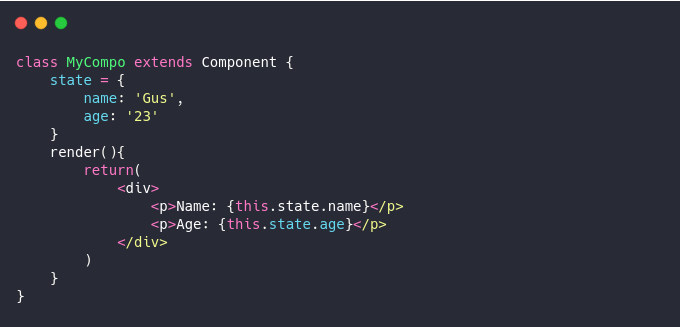 class MyCompo extends Component {
    state = {
        name: 'Gus',
        age: '23'
    }
    render(){
        return(
            <div>
                <p>Name: {this.state.name}</p>
                <p>Age: {this.state.age}</p>
            </div>
        )
    }
}